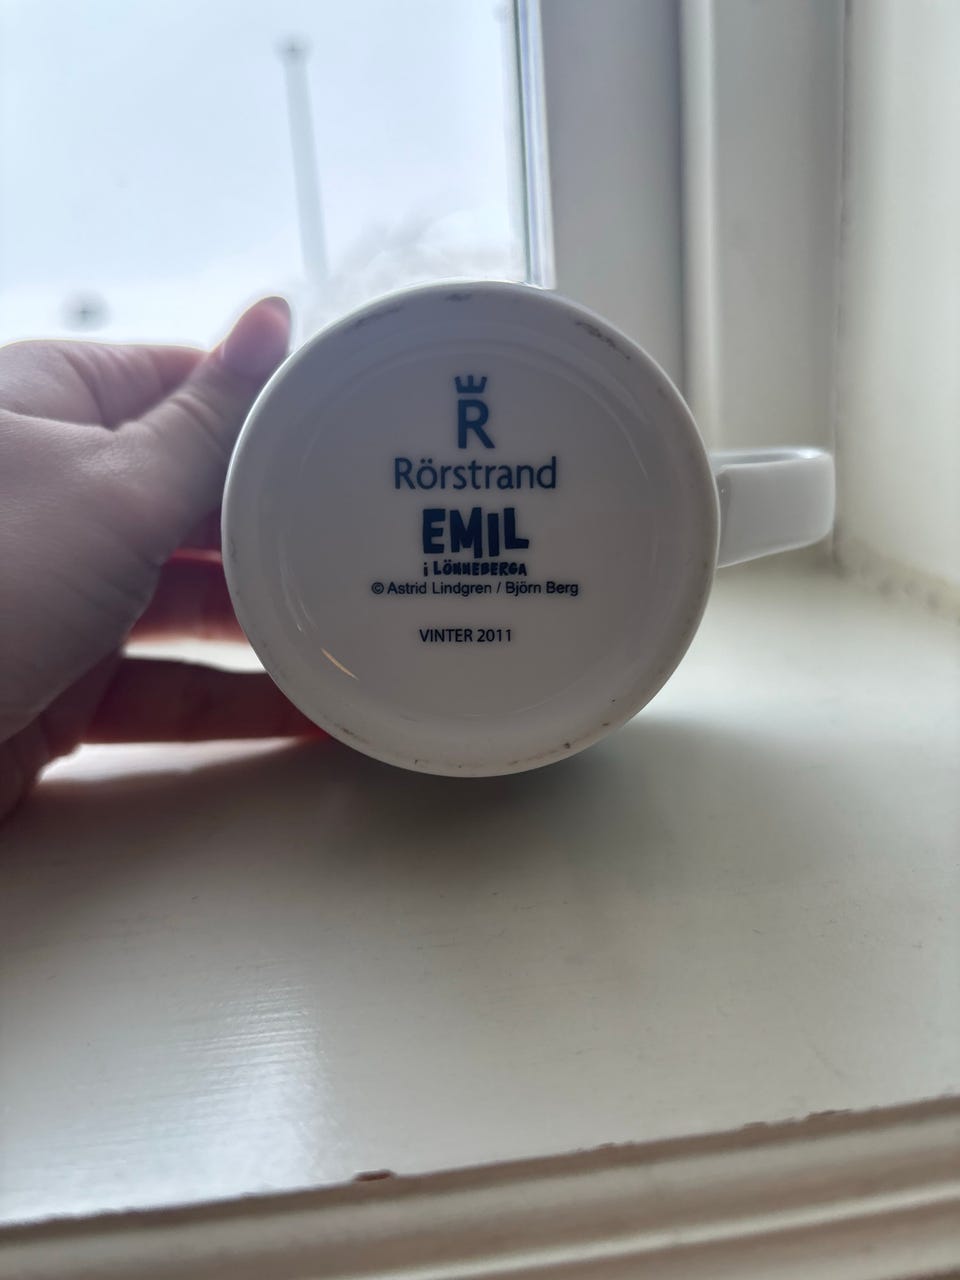 R
Rörstrand
EMIL
i LÖNNEBERGA
© Astrid Lindgren / Björn Berg
VINTER 2011